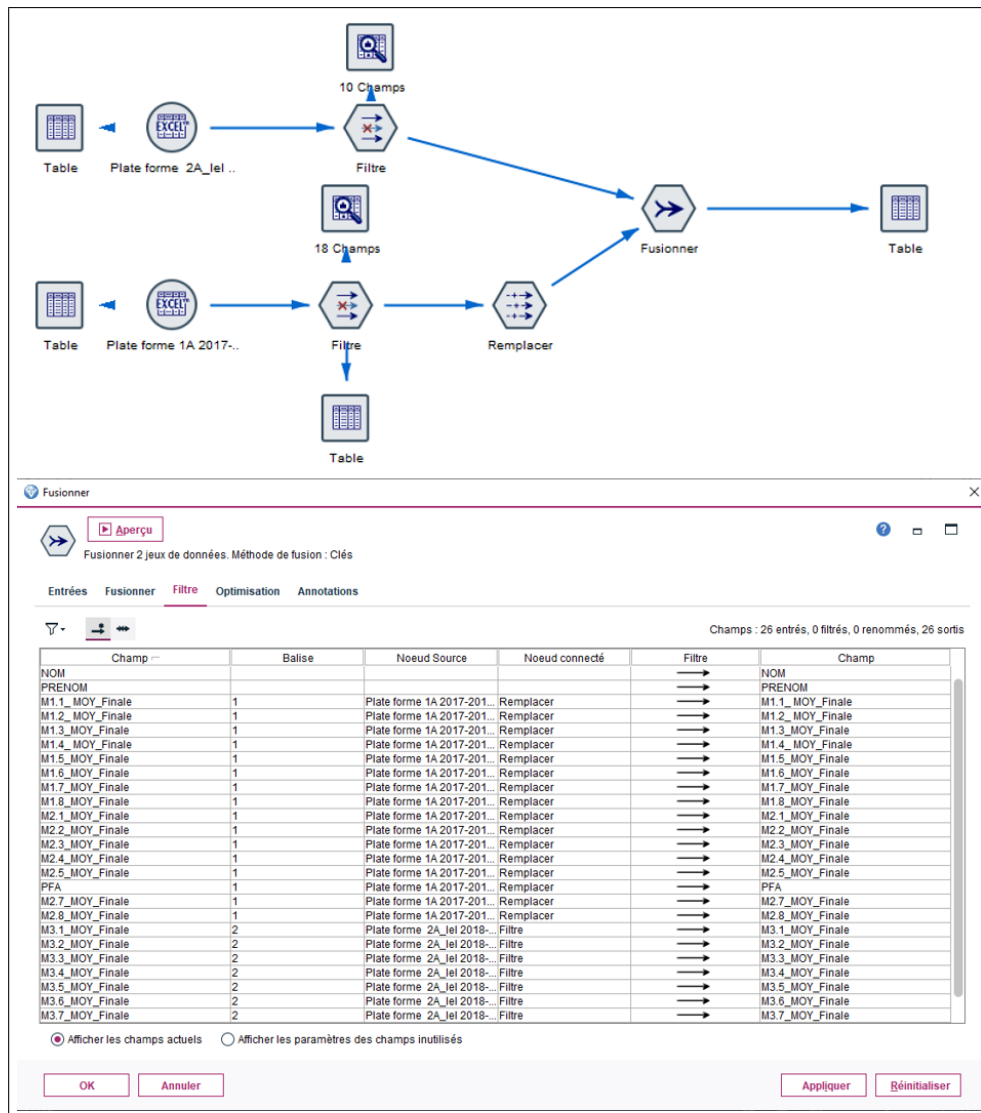 10 Champs
EXCEL™
Table
Plate forme 2A_IeI ..
Filtre
18 Champs
Fusionner
Table
EXCEL™
Table
Plate forme 1A 2017-..
Filtre
Remplacer
Table
Fusionner
Aperçu
Fusionner 2 jeux de données. Méthode de fusion : Clés
Entrées Fusionner Filtre Optimisation Annotations
Champs : 26 entrés, 0 filtrés, 0 renommés, 26 sortis
Champ Balise Noeud Source Noeud connecté Filtre Champ
NOM NOM
PRENOM PRENOM
M1.1_ MOY_Finale 1 Plate forme 1A 2017-201... Remplacer M1.1_ MOY_Finale
M1.2_ MOY_Finale 1 Plate forme 1A 2017-201... Remplacer M1.2_ MOY_Finale
M1.3_MOY_Finale 1 Plate forme 1A 2017-201... Remplacer M1.3_MOY_Finale
M1.4_ MOY_Finale 1 Plate forme 1A 2017-201... Remplacer M1.4_ MOY_Finale
M1.5_MOY_Finale 1 Plate forme 1A 2017-201... Remplacer M1.5_MOY_Finale
M1.6_MOY_Finale 1 Plate forme 1A 2017-201... Remplacer M1.6_MOY_Finale
M1.7_MOY_Finale 1 Plate forme 1A 2017-201... Remplacer M1.7_MOY_Finale
M1.8_MOY_Finale 1 Plate forme 1A 2017-201... Remplacer M1.8_MOY_Finale
M2.1_MOY_Finale 1 Plate forme 1A 2017-201... Remplacer M2.1_MOY_Finale
M2.2_MOY_Finale 1 Plate forme 1A 2017-201... Remplacer M2.2_MOY_Finale
M2.3_MOY_Finale 1 Plate forme 1A 2017-201... Remplacer M2.3_MOY_Finale
M2.4_MOY_Finale 1 Plate forme 1A 2017-201... Remplacer M2.4_MOY_Finale
M2.5_MOY_Finale 1 Plate forme 1A 2017-201... Remplacer M2.5_MOY_Finale
PFA 1 Plate forme 1A 2017-201... Remplacer PFA
M2.7_MOY_Finale 1 Plate forme 1A 2017-201... Remplacer M2.7_MOY_Finale
M2.8_MOY_Finale 1 Plate forme 1A 2017-201... Remplacer M2.8_MOY_Finale
M3.1_MOY_Finale 2 Plate forme 2A_IeI 2018-... Filtre M3.1_MOY_Finale
M3.2_MOY_Finale 2 Plate forme 2A_IeI 2018-... Filtre M3.2_MOY_Finale
M3.3_MOY_Finale 2 Plate forme 2A_IeI 2018-... Filtre M3.3_MOY_Finale
M3.4_MOY_Finale 2 Plate forme 2A_IeI 2018-... Filtre M3.4_MOY_Finale
M3.5_MOY_Finale 2 Plate forme 2A_IeI 2018-... Filtre M3.5_MOY_Finale
M3.6_MOY_Finale 2 Plate forme 2A_IeI 2018-... Filtre M3.6_MOY_Finale
M3.7_MOY_Finale 2 Plate forme 2A_IeI 2018-... Filtre M3.7_MOY_Finale
Afficher les champs actuels Afficher les paramètres des champs inutilisés
OK Annuler Appliquer Réinitialiser